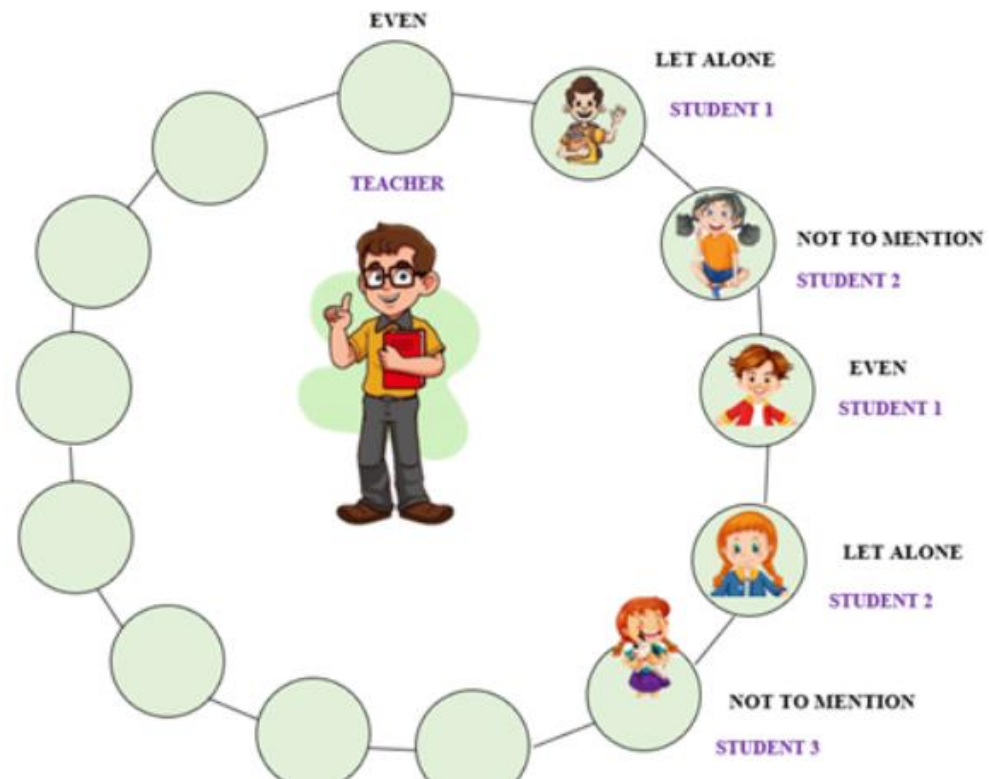 EVEN
LET ALONE
STUDENT 1
TEACHER
NOT TO MENTION
STUDENT 2
EVEN
STUDENT 1
LET ALONE
STUDENT 2
NOT TO MENTION
STUDENT 3